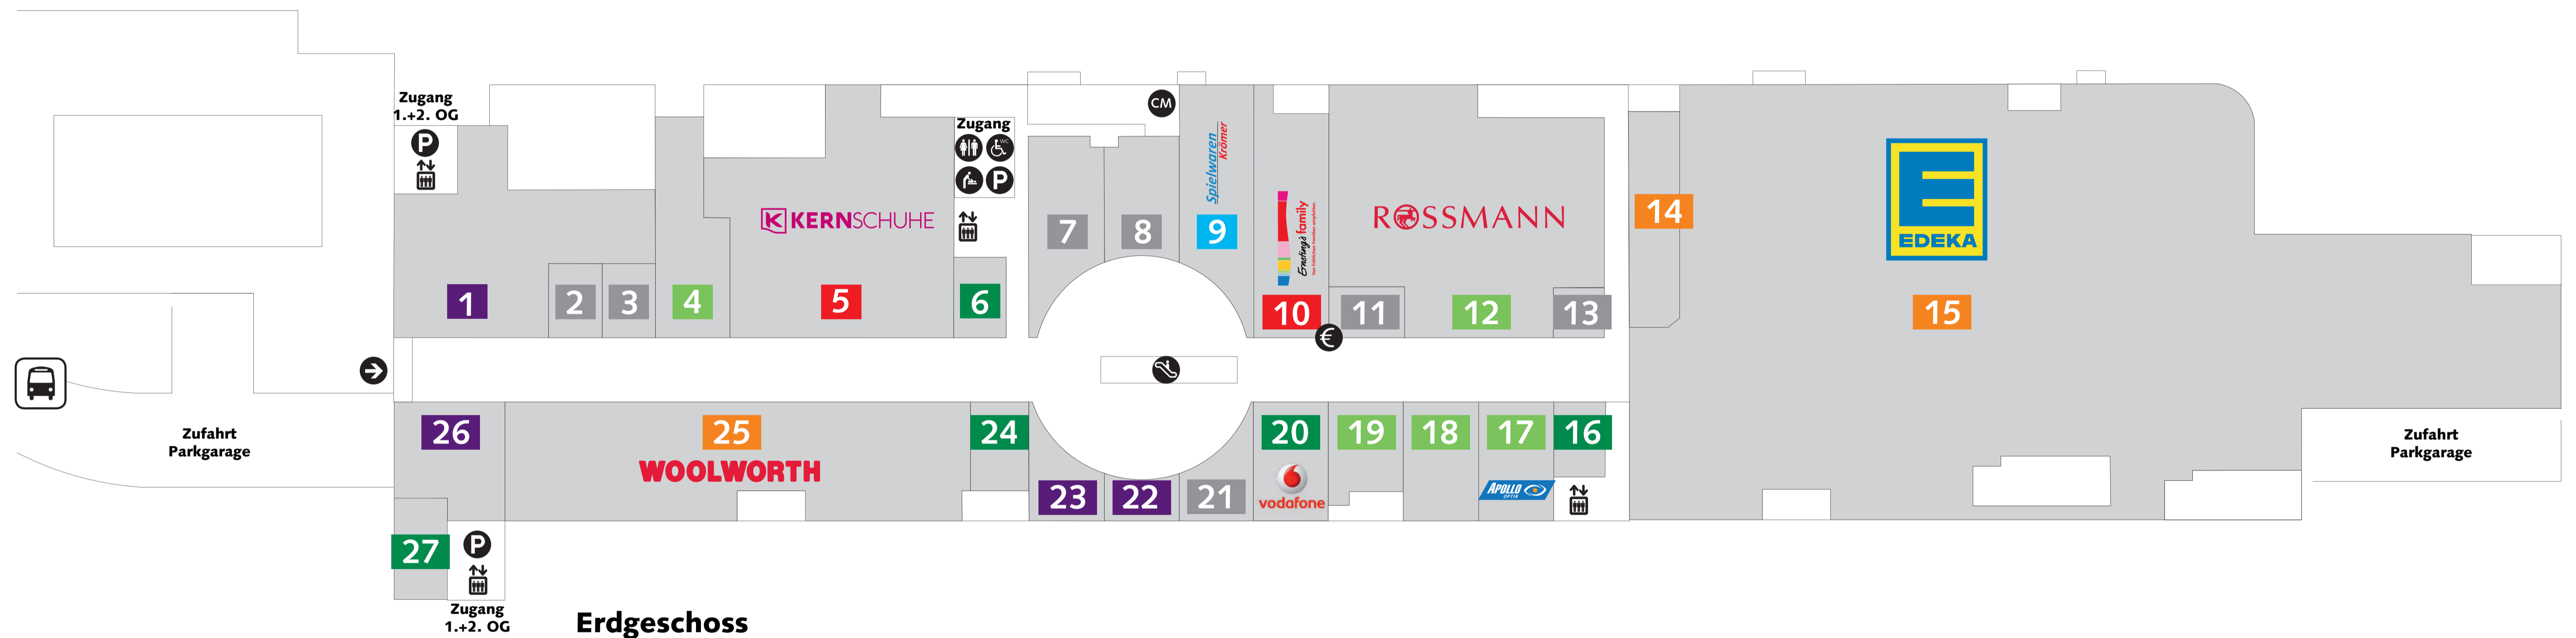 Zugang
1.+2. OG
P
Zugang
WC
P
CM
Spielwaren
Krömer
KERNSCHUHE
Ernsting's family
ROSSMANN
EDEKA
7
8
9
14
1
2
3
4
5
6
10
11
12
13
15
€
Zufahrt
Parkgarage
26
25
WOOLWORTH
24
23
22
21
20
vodafone
19
18
17
APOLLO
OPTIK
16
Zufahrt
Parkgarage
27
P
Zugang
1.+2. OG
Erdgeschoss